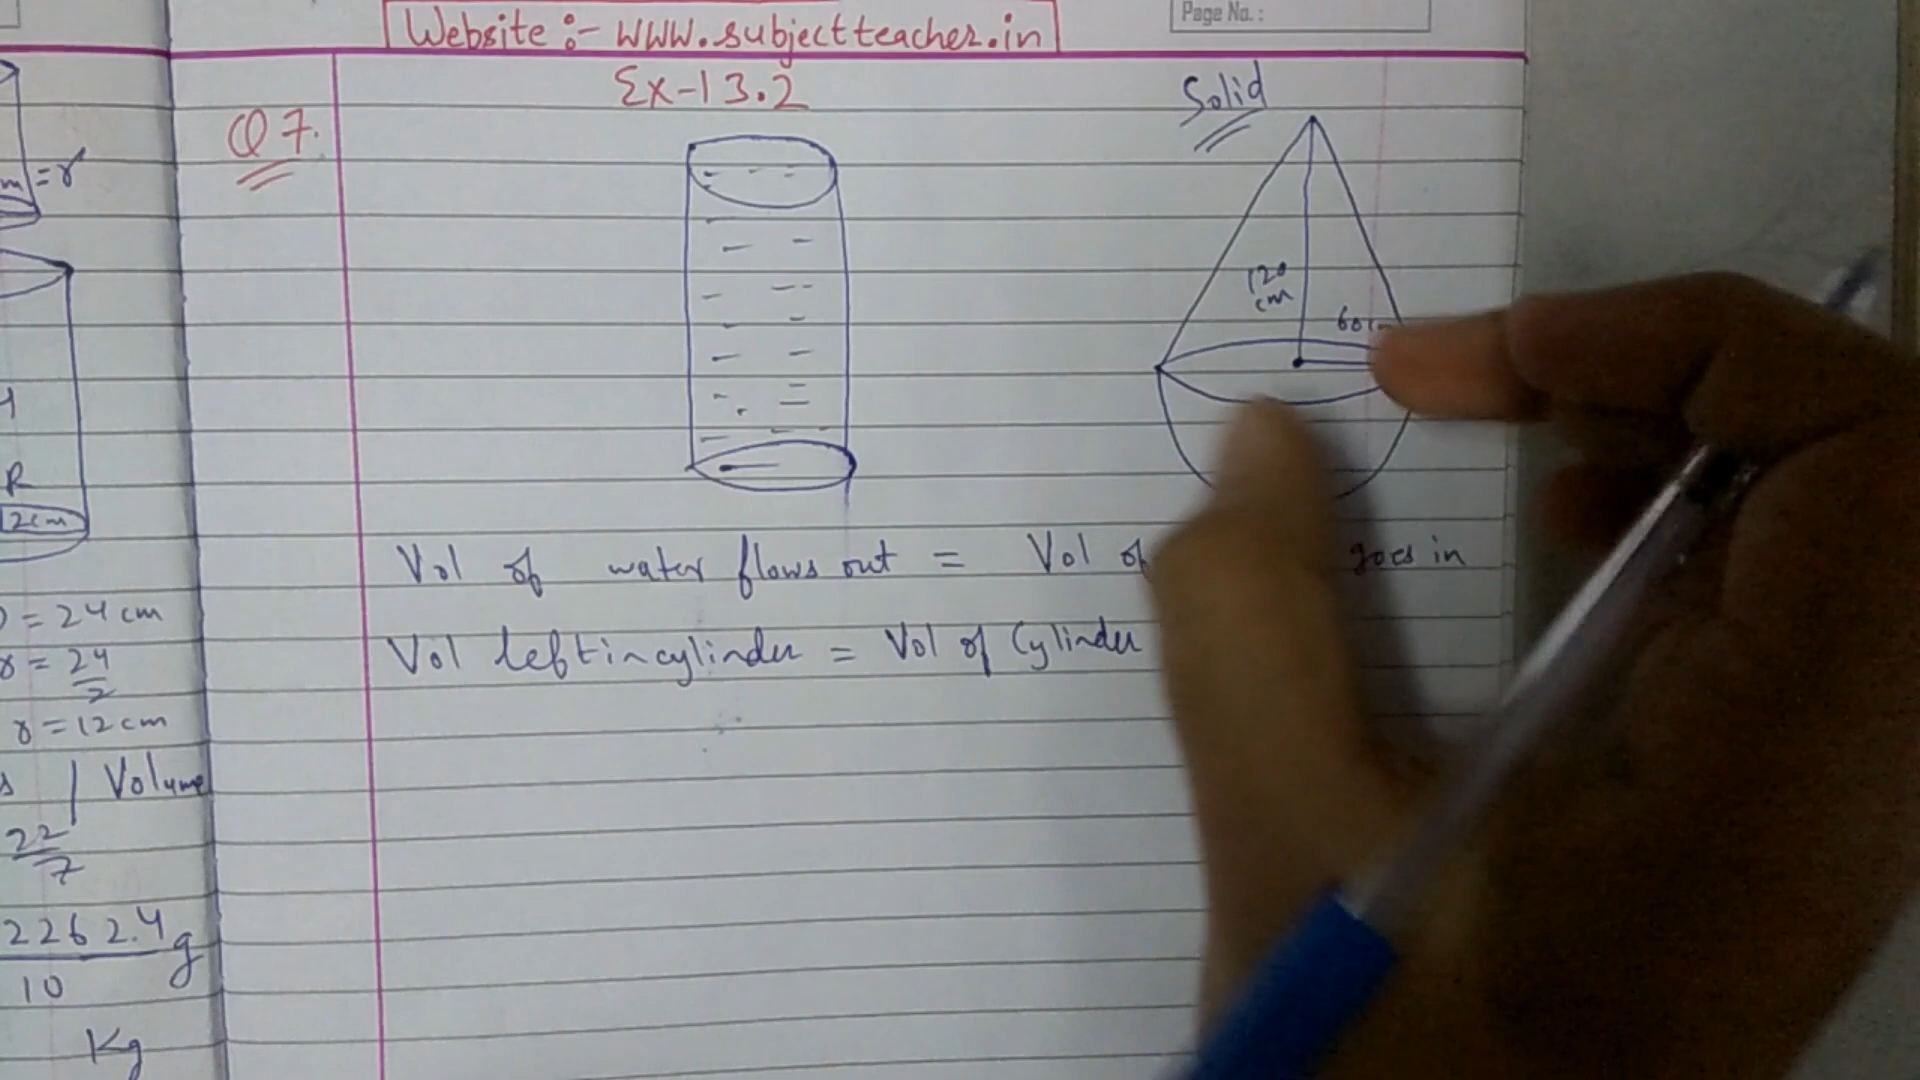 Page No. :
Website :- www.subjectteacher.in
Ex-13.2
Q7.
Solid
120
cm
60cm
Vol of water flows out = Vol of goes in
Vol left in cylinder = Vol of Cylinder
m = r
R
2cm
= 24 cm
r = 24
2
r = 12 cm
| Volume
22
7
2262.4 g
10
Kg